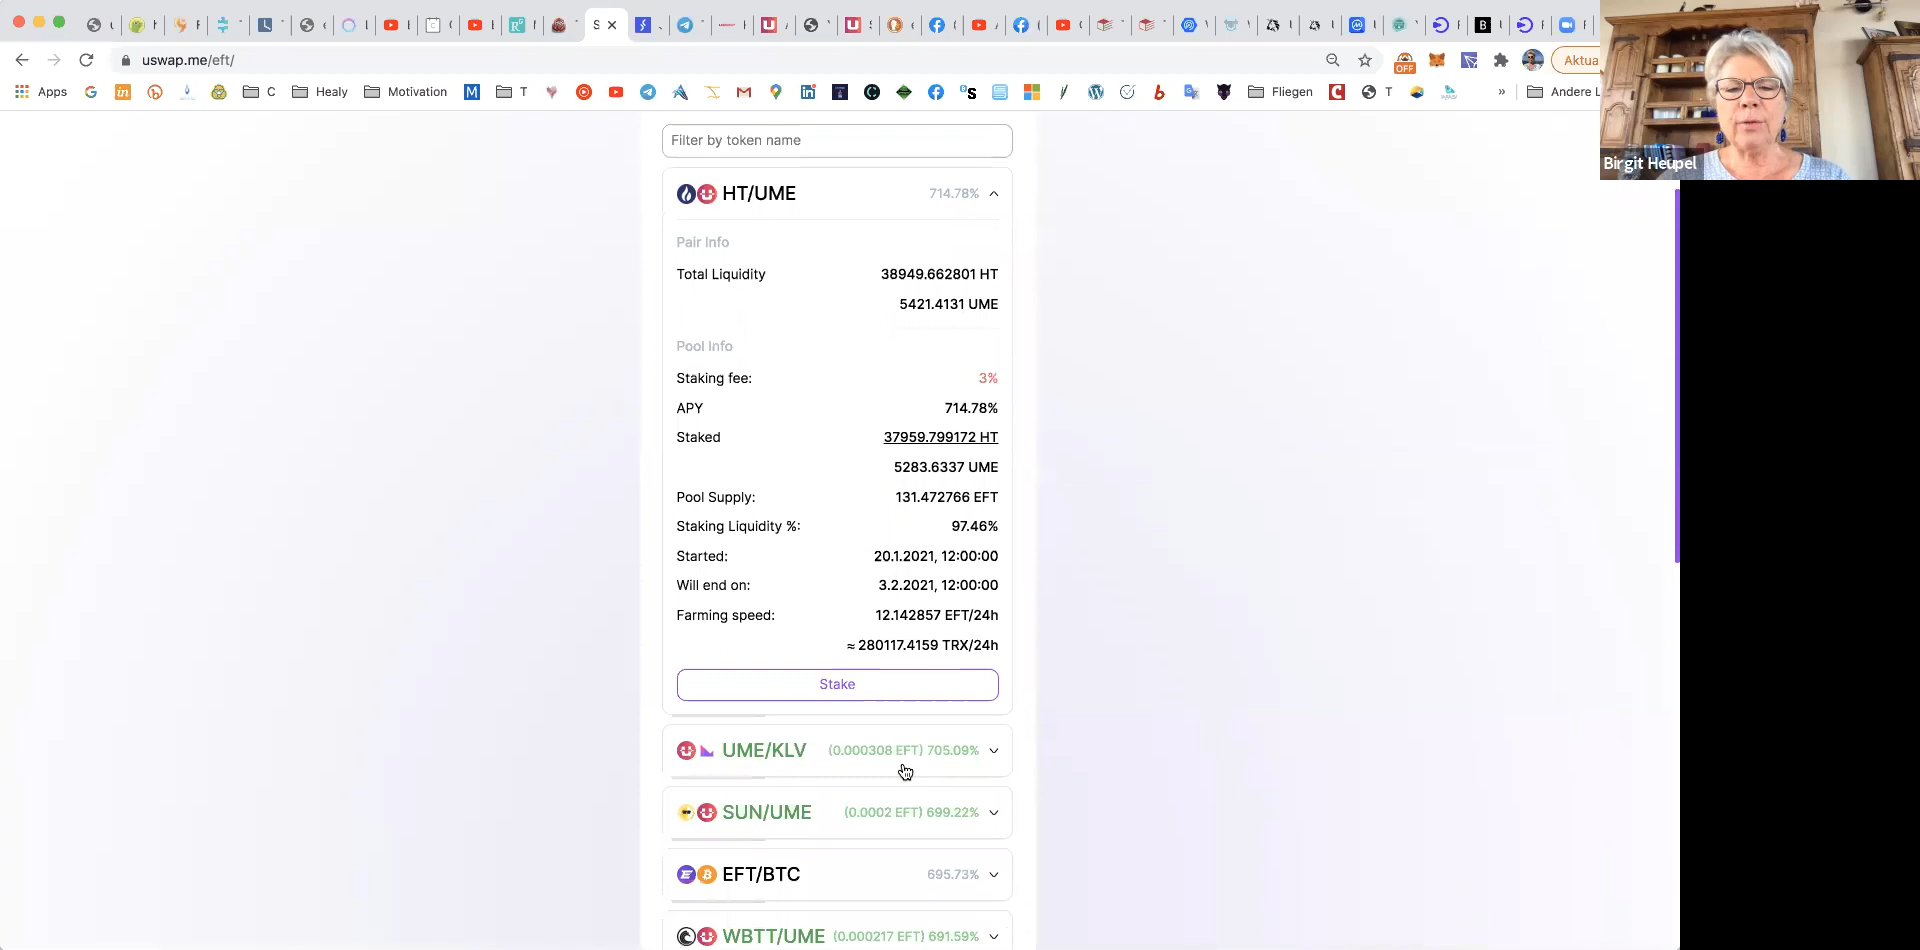 uswap.me/eft/
OFF
Aktua
Apps
C
Healy
Motivation
T
Fliegen
T
»
Andere L
Birgit Heupel
Filter by token name
HT/UME 714.78%
Pair Info
Total Liquidity 38949.662801 HT
5421.4131 UME
Pool Info
Staking fee: 3%
APY 714.78%
Staked 37959.799172 HT
5283.6337 UME
Pool Supply: 131.472766 EFT
Staking Liquidity %: 97.46%
Started: 20.1.2021, 12:00:00
Will end on: 3.2.2021, 12:00:00
Farming speed: 12.142857 EFT/24h
≈ 280117.4159 TRX/24h
Stake
UME/KLV (0.000308 EFT) 705.09%
SUN/UME (0.0002 EFT) 699.22%
EFT/BTC 695.73%
WBTT/UME (0.000217 EFT) 691.59%